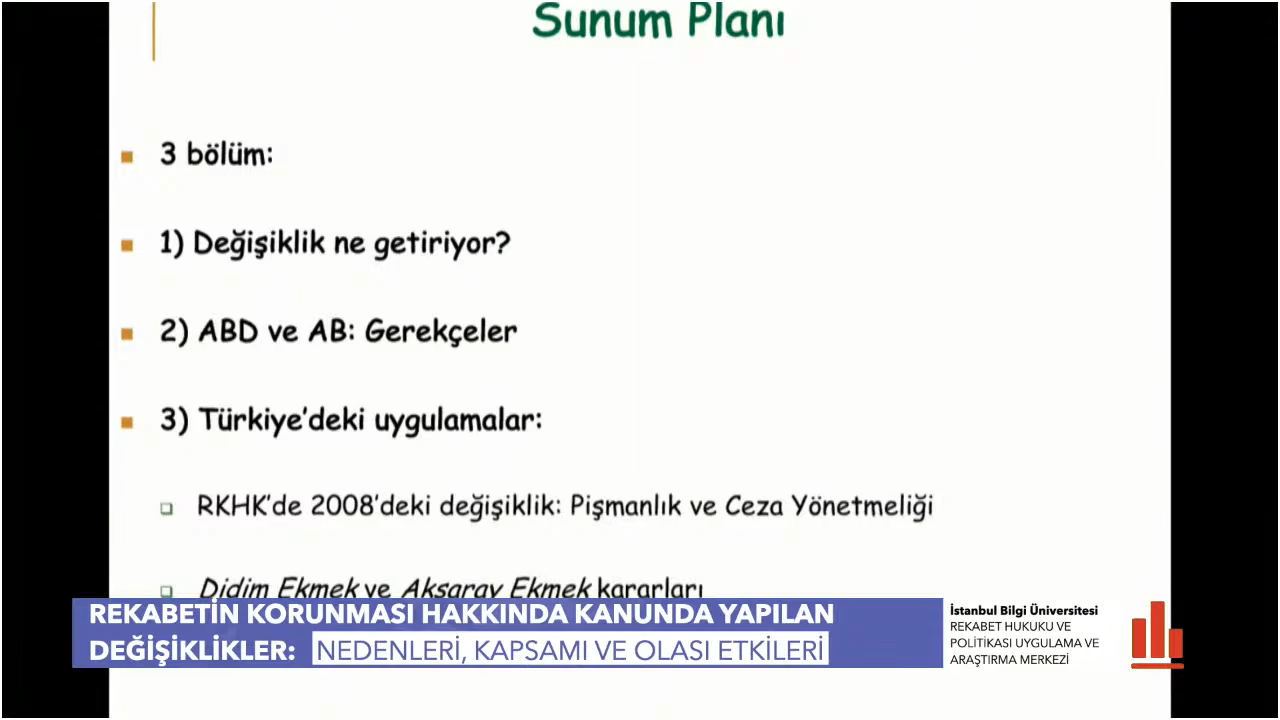 Sunum Planı
3 bölüm:
1) Değişiklik ne getiriyor?
2) ABD ve AB: Gerekçeler
3) Türkiye'deki uygulamalar:
RKHK'de 2008'deki değişiklik: Pişmanlık ve Ceza Yönetmeliği
Didim Ekmek ve Aksaray Ekmek kararları
REKABETİN KORUNMASI HAKKINDA KANUNDA YAPILAN
DEĞİŞİKLİKLER: NEDENLERİ, KAPSAMI VE OLASI ETKİLERİ
İstanbul Bilgi Üniversitesi
REKABET HUKUKU VE
POLİTİKASI UYGULAMA VE
ARAŞTIRMA MERKEZİ